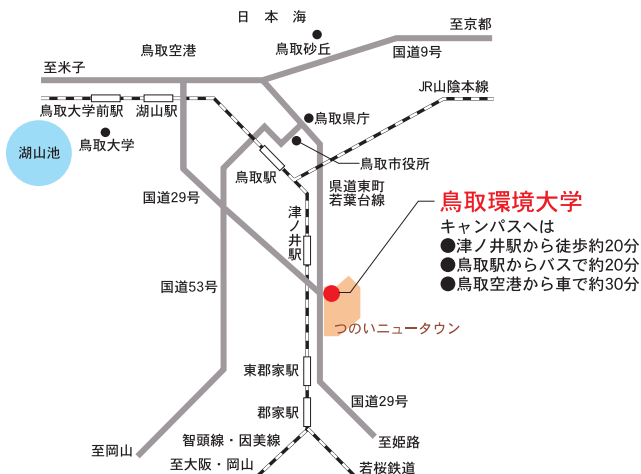 日本海
至京都
鳥取砂丘
国道9号
鳥取空港
至米子
JR山陰本線
鳥取大学前駅
湖山駅
鳥取県庁
鳥取大学
湖山池
鳥取市役所
鳥取駅
県道東町
若葉台線
国道29号
津ノ井駅
鳥取環境大学
キャンパスへは
●津ノ井駅から徒歩約20分
●鳥取駅からバスで約20分
●鳥取空港から車で約30分
国道53号
つのいニュータウン
東郡家駅
郡家駅
国道29号
智頭線・因美線
至姫路
至岡山
至大阪・岡山
若桜鉄道